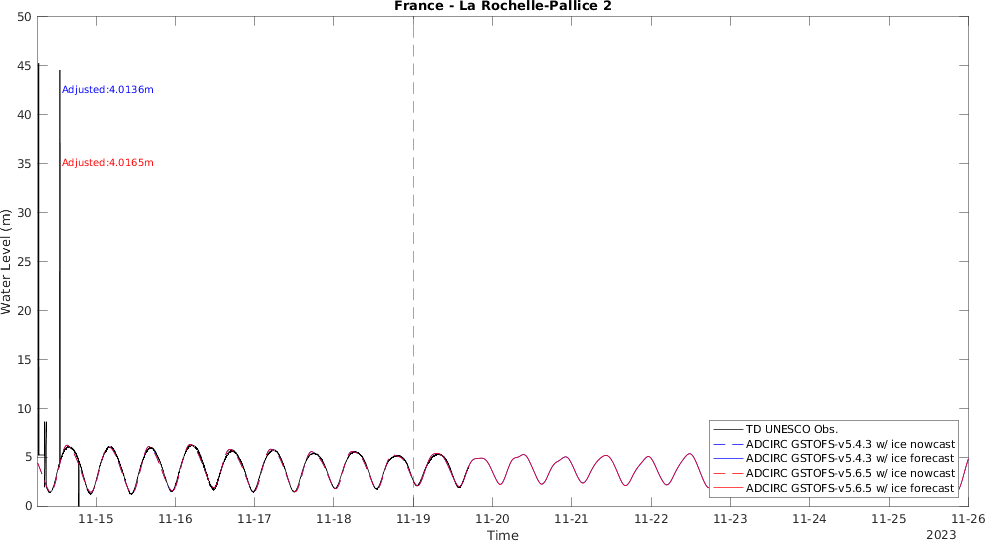 France - La Rochelle-Pallice 2
50
45
40
35
30
25
20
15
10
5
0
Water Level (m)
Adjusted:4.0136m
Adjusted:4.0165m
TD UNESCO Obs.
ADCIRC GSTOFS-v5.4.3 w/ ice nowcast
ADCIRC GSTOFS-v5.4.3 w/ ice forecast
ADCIRC GSTOFS-v5.6.5 w/ ice nowcast
ADCIRC GSTOFS-v5.6.5 w/ ice forecast
11-15 11-16 11-17 11-18 11-19 11-20 11-21 11-22 11-23 11-24 11-25 11-26
Time
2023